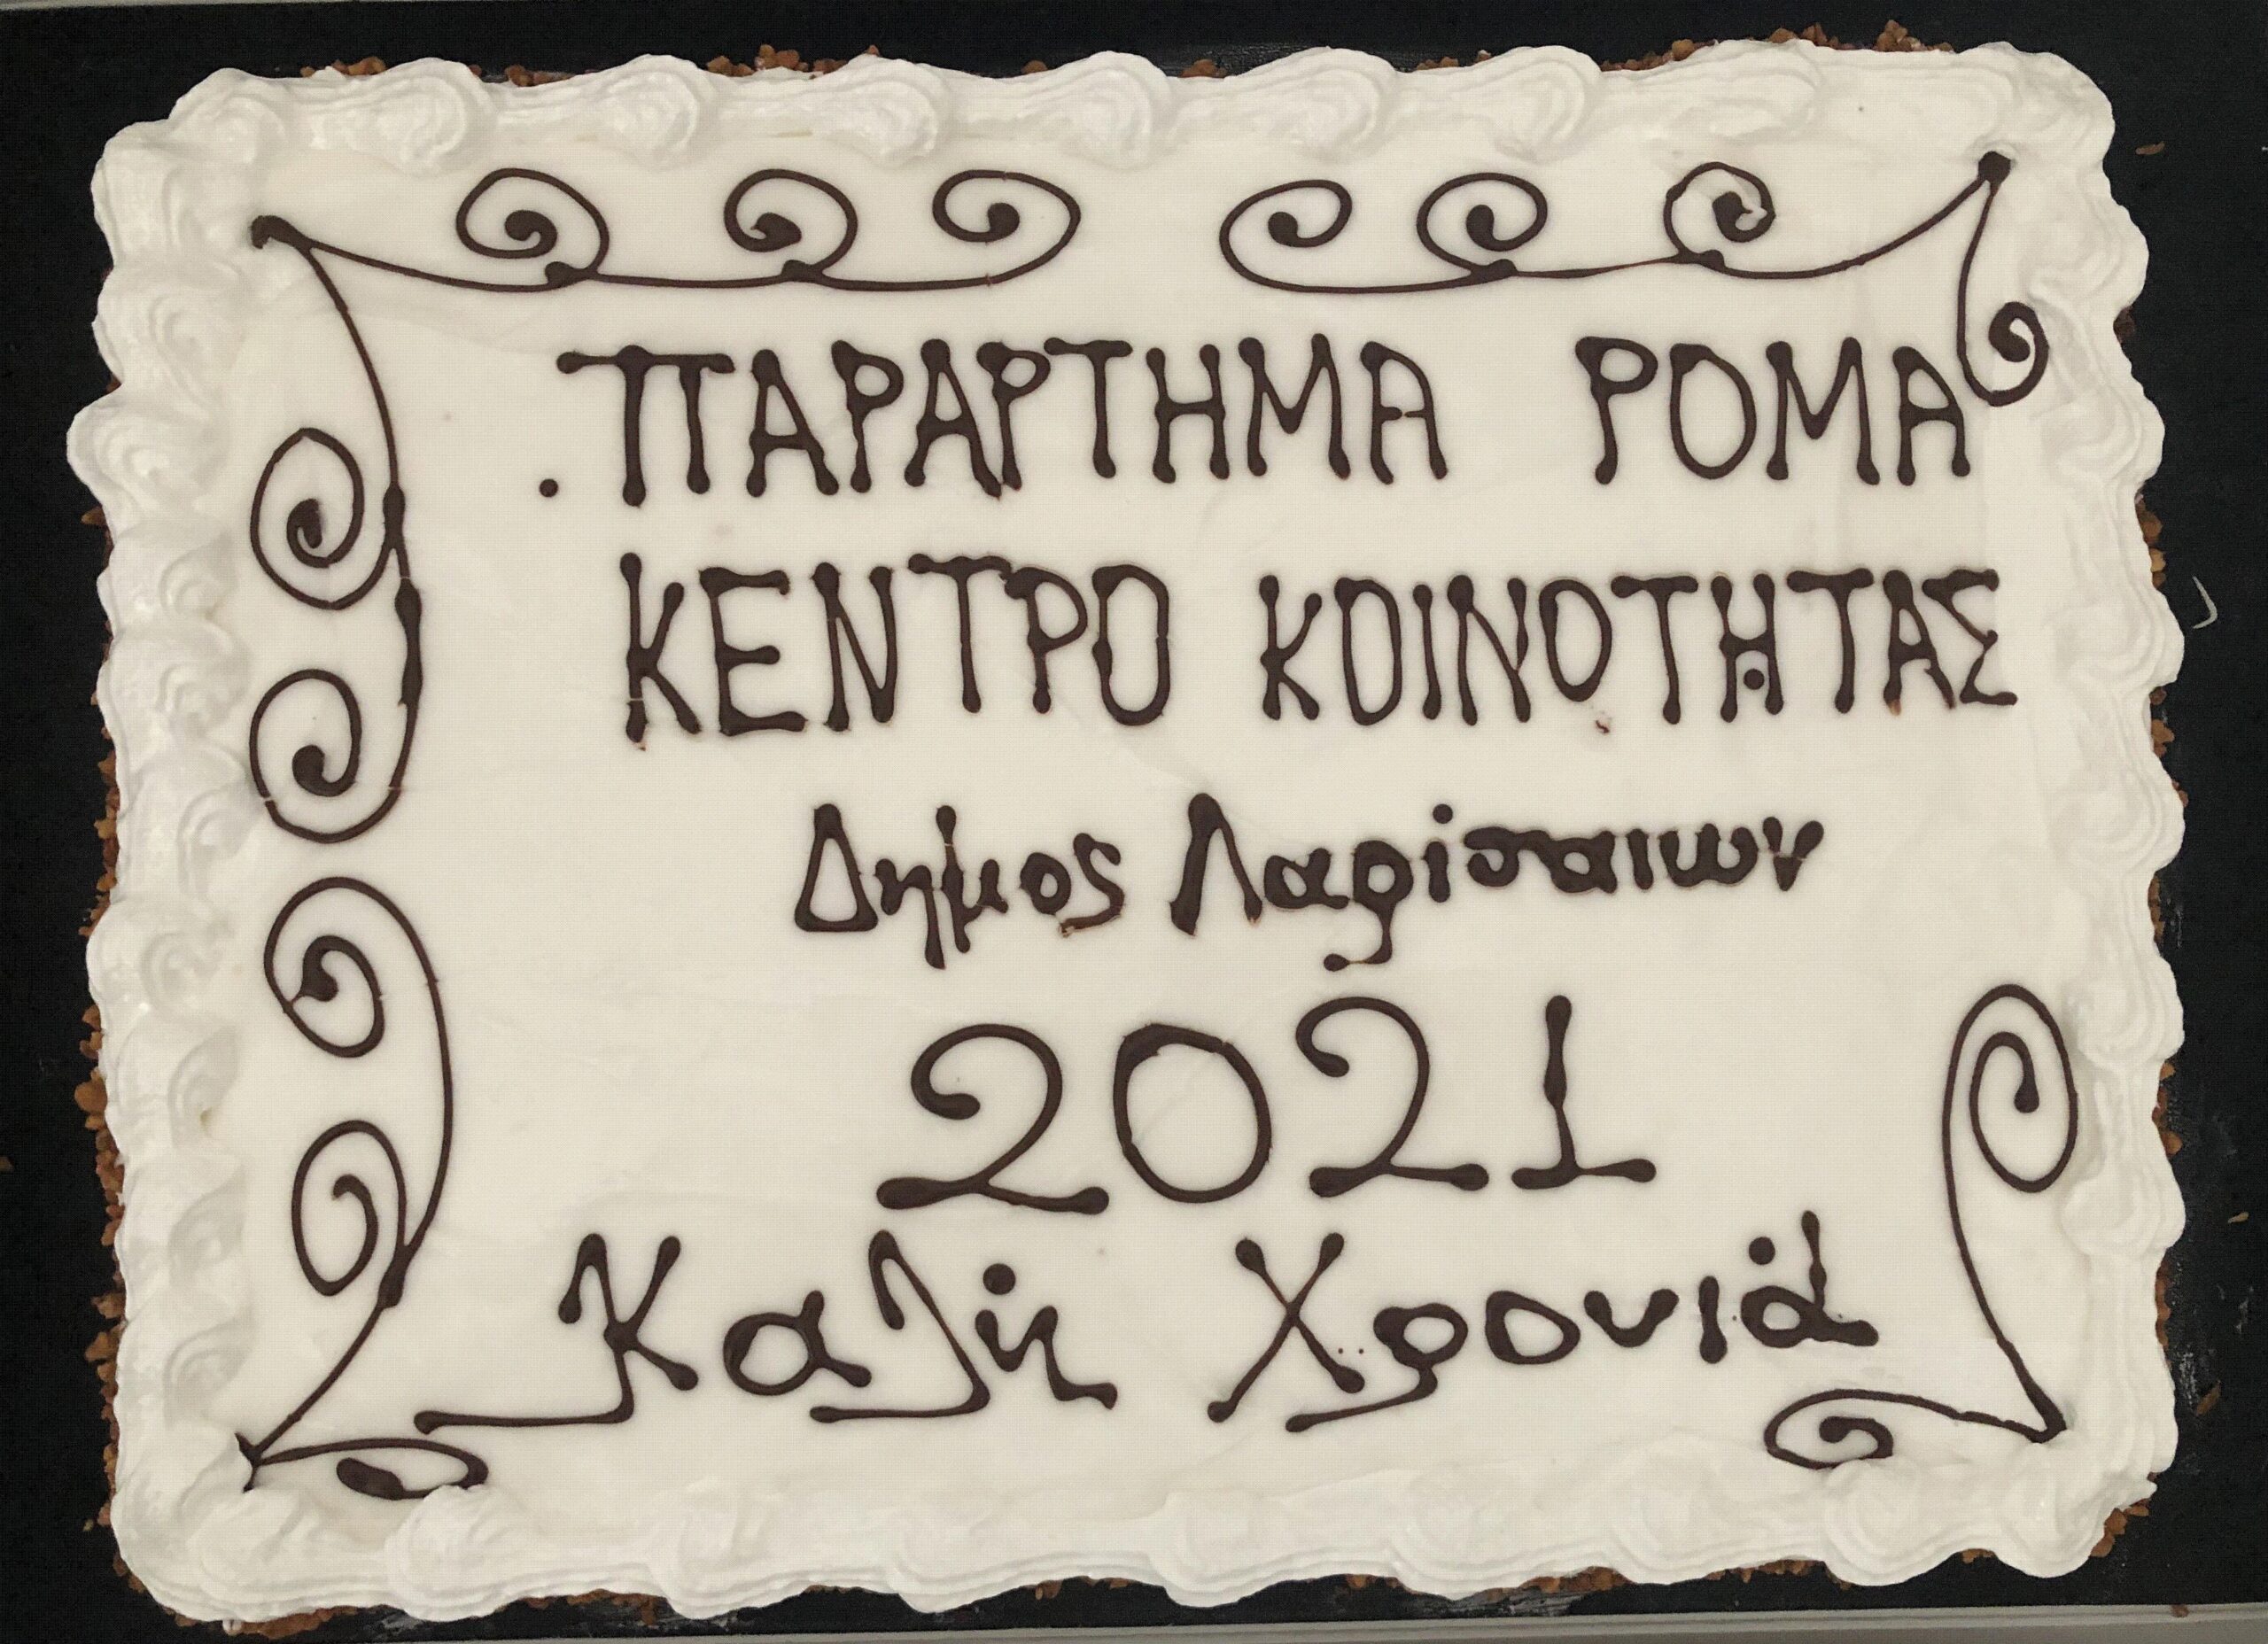 ΠΑΡΑΡΤΗΜΑ ΡΟΜΑ
ΚΕΝΤΡΟ ΚΟΙΝΟΤΗΤΑΣ
Δημος Λαρισαιων
2021
Καλή Χρονιά